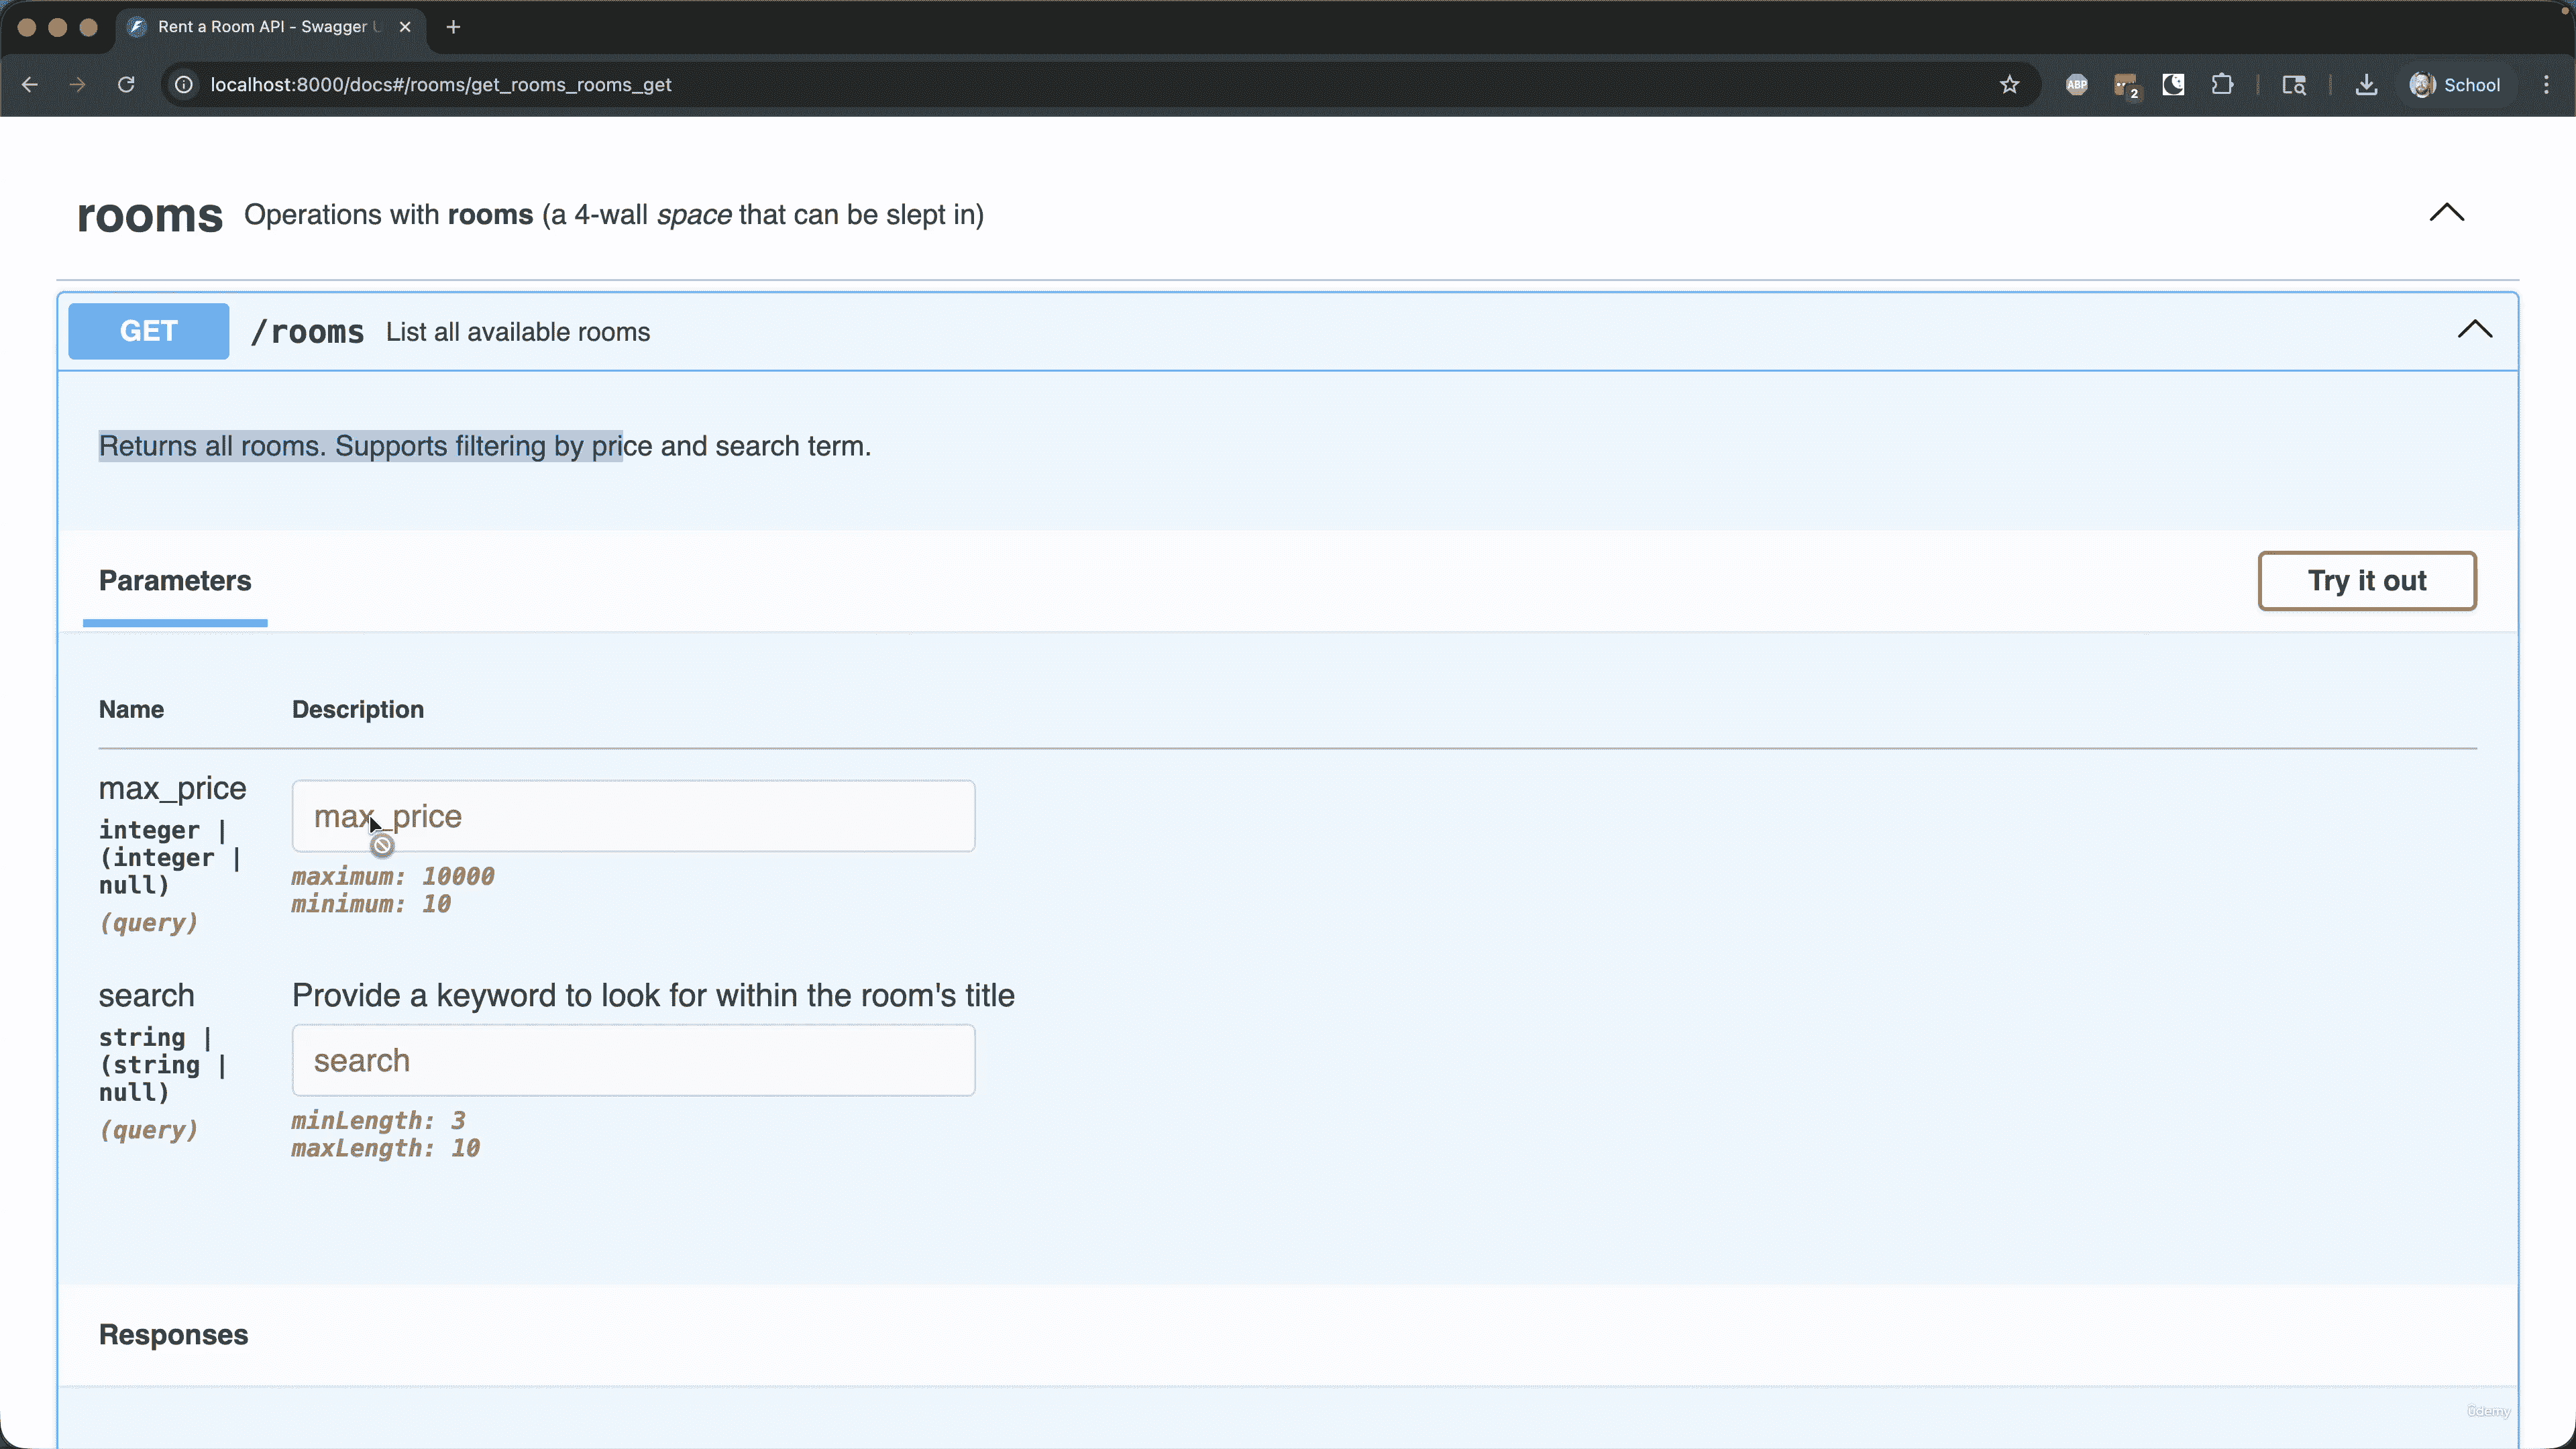 Rent a Room API - Swagger U
localhost:8000/docs#/rooms/get_rooms_rooms_get
ABP
2
School
rooms Operations with rooms (a 4-wall space that can be slept in)
GET /rooms List all available rooms
Returns all rooms. Supports filtering by price and search term.
Parameters
Try it out
Name Description
max_price
integer |
(integer |
null)
(query)
max_price
maximum: 10000
minimum: 10
search
string |
(string |
null)
(query)
Provide a keyword to look for within the room's title
search
minLength: 3
maxLength: 10
Responses
ûdemy